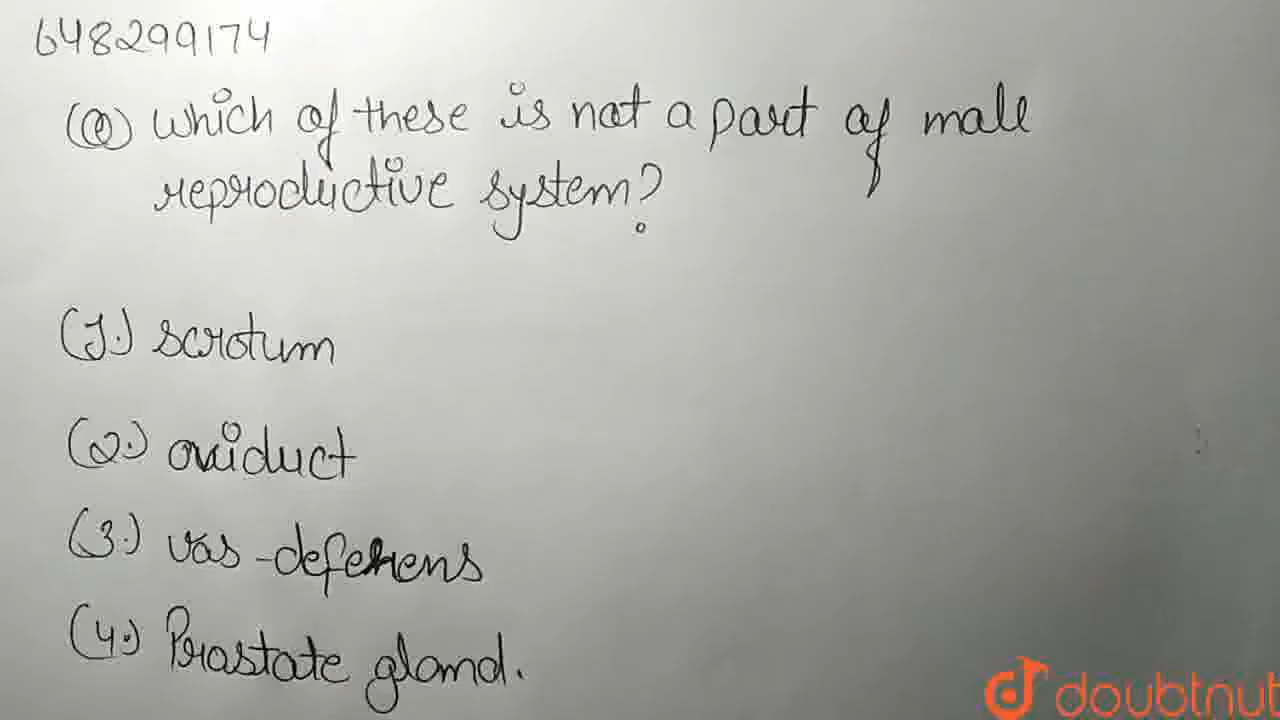 648299174
(Q) which of these is not a part of male
reproductive system?
(1.) scrotum
(2.) oviduct
(3.) vas-deferens
(4.) Prostate gland.
doubtnut